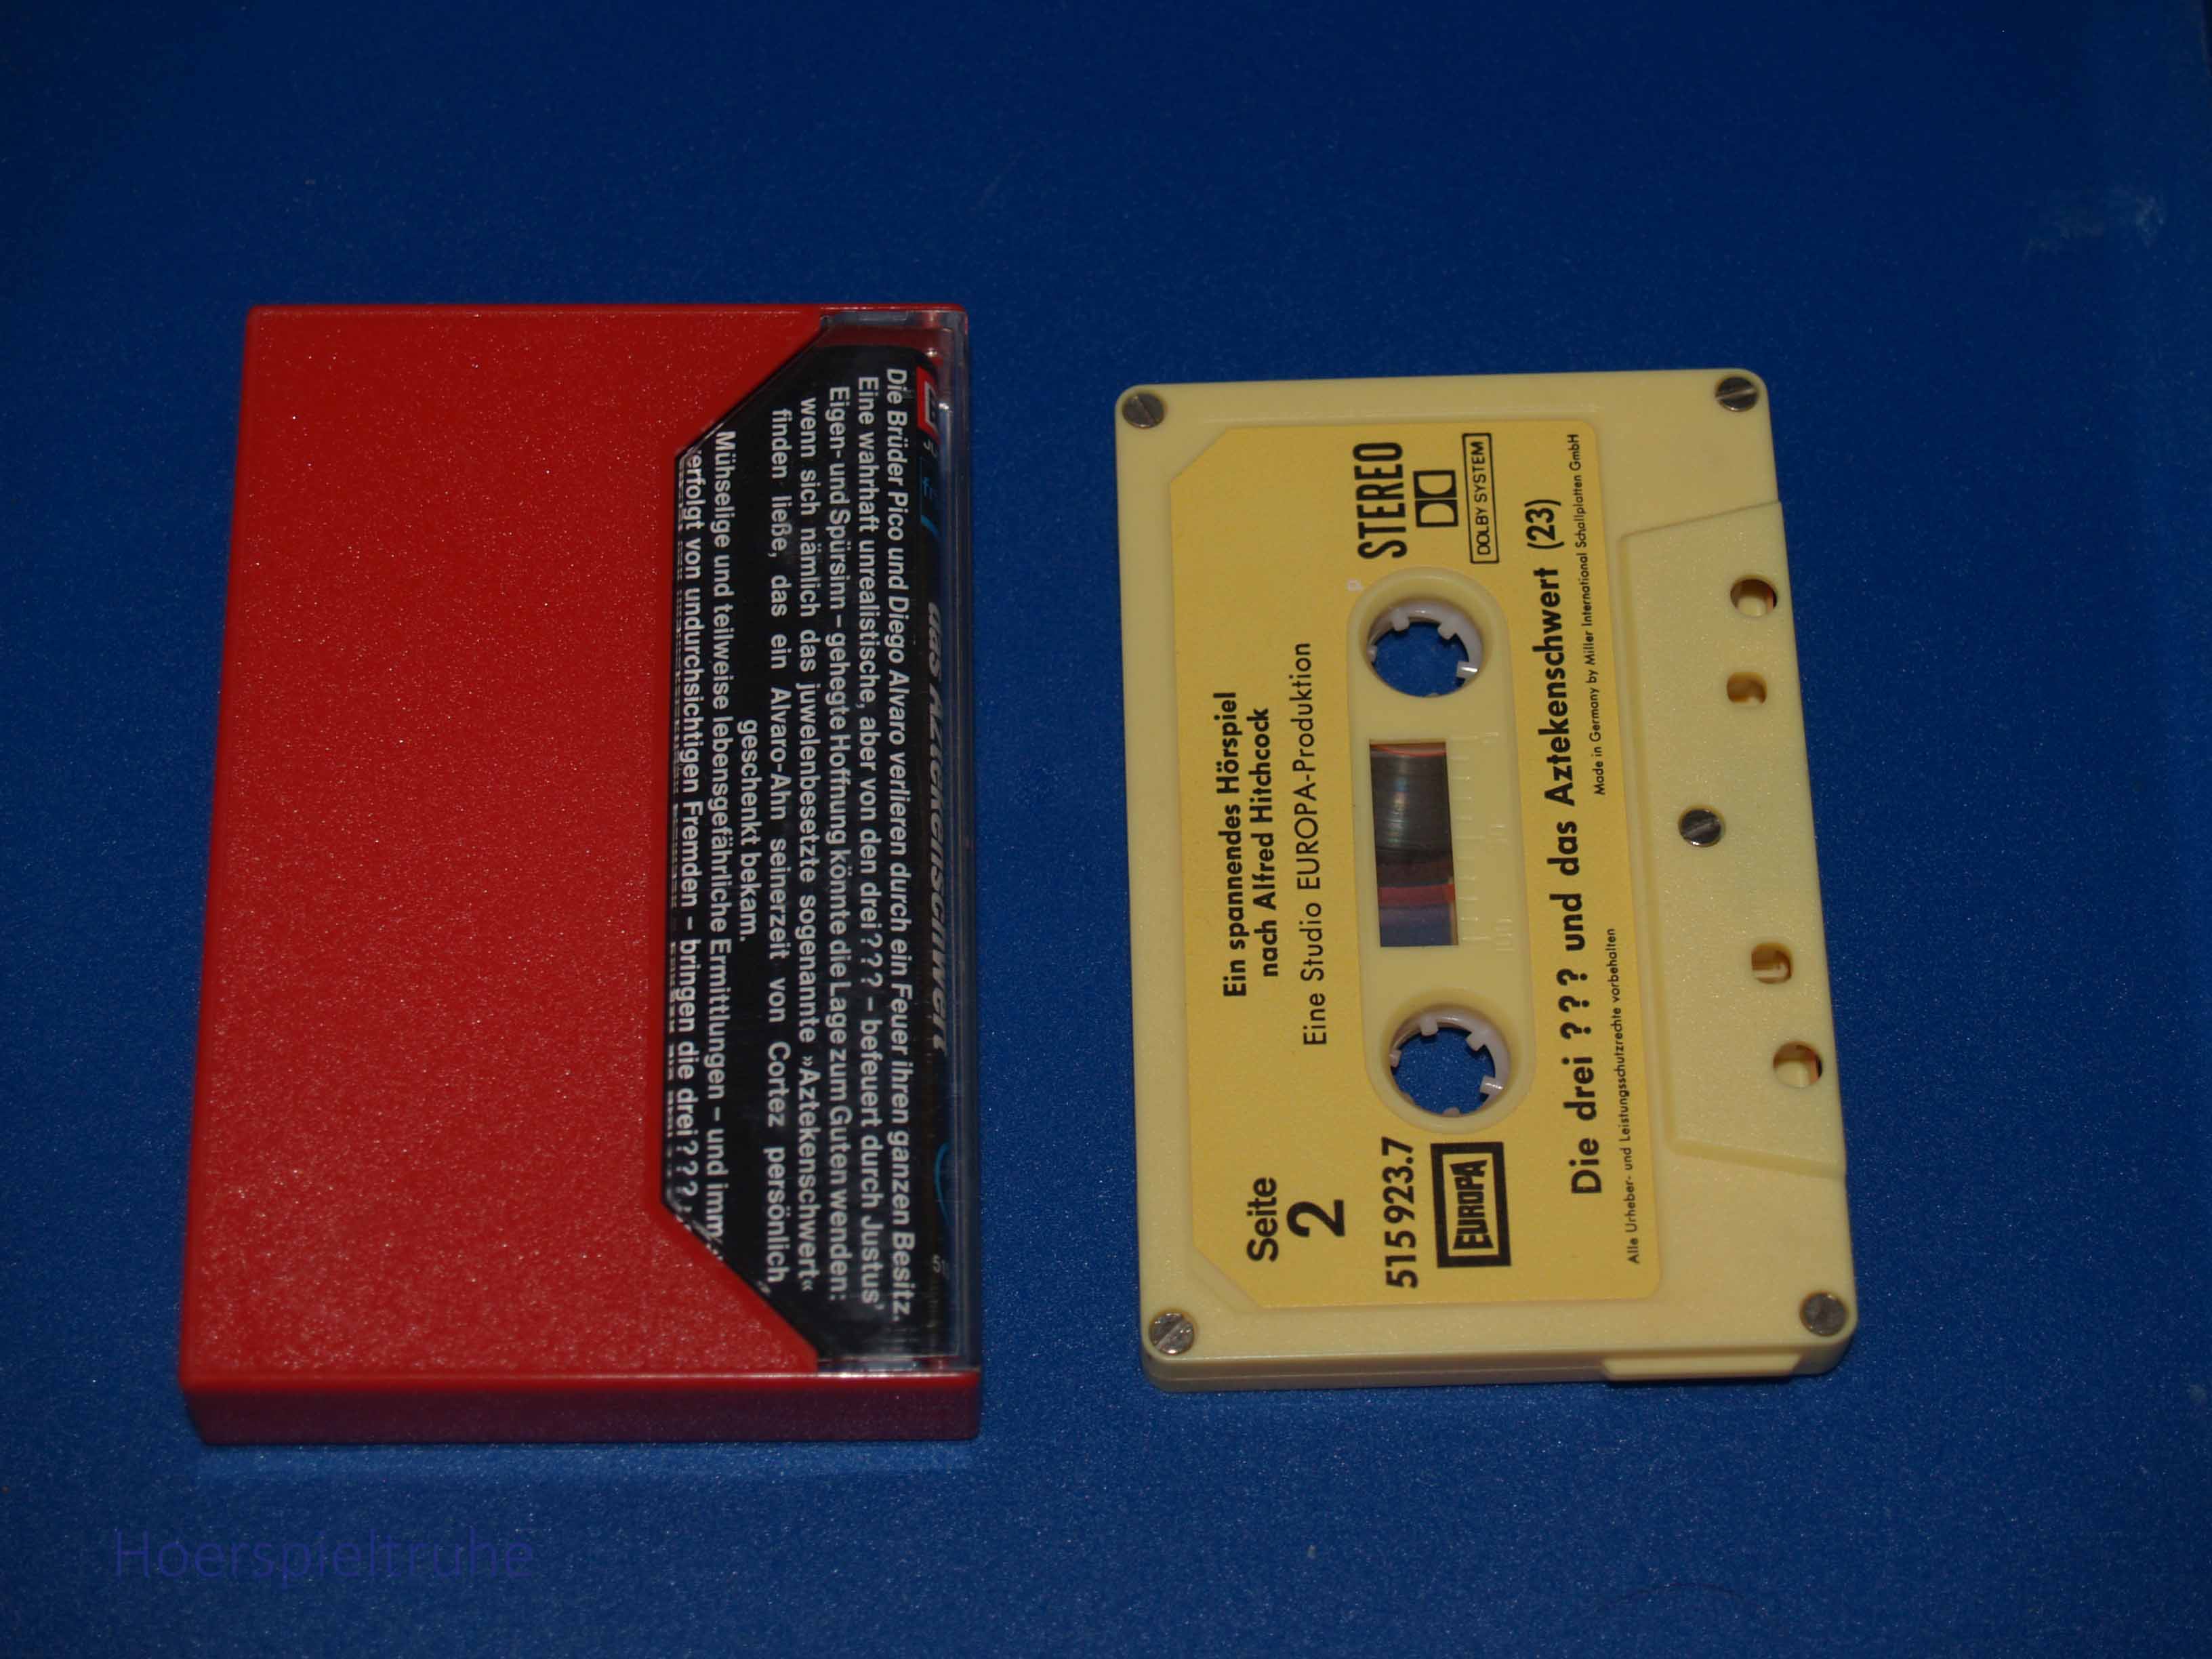 Die Brüder Pico und Diego Alvaro verlieren durch ein Feuer ihren ganzen Besitz.
Eine wahrhaft unrealistische, aber von den drei ? ? ? – befeuert durch Justus'
Eigen- und Spürsinn – gehegte Hoffnung könnte die Lage zum Guten wenden:
wenn sich nämlich das juwelenbesetzte sogenannte »Aztekenschwert«
finden ließe, das ein Alvaro-Ahn seinerzeit von Cortez persönlich
geschenkt bekam.
Mühselige und teilweise lebensgefährliche Ermittlungen – und
von undurchsichtigen Fremden – bringen die drei ? ? ?
Ein spannendes Hörspiel
nach Alfred Hitchcock
Eine Studio EUROPA-Produktion
Seite
2
STEREO
DOLBY SYSTEM
515 923.7
EUROPA
Die drei ? ? ? und das Aztekenschwert (23)
Made in Germany by Miller International Schallplatten GmbH
Alle Urheber- und Leistungsschutzrechte vorbehalten
Hoerspieltruhe